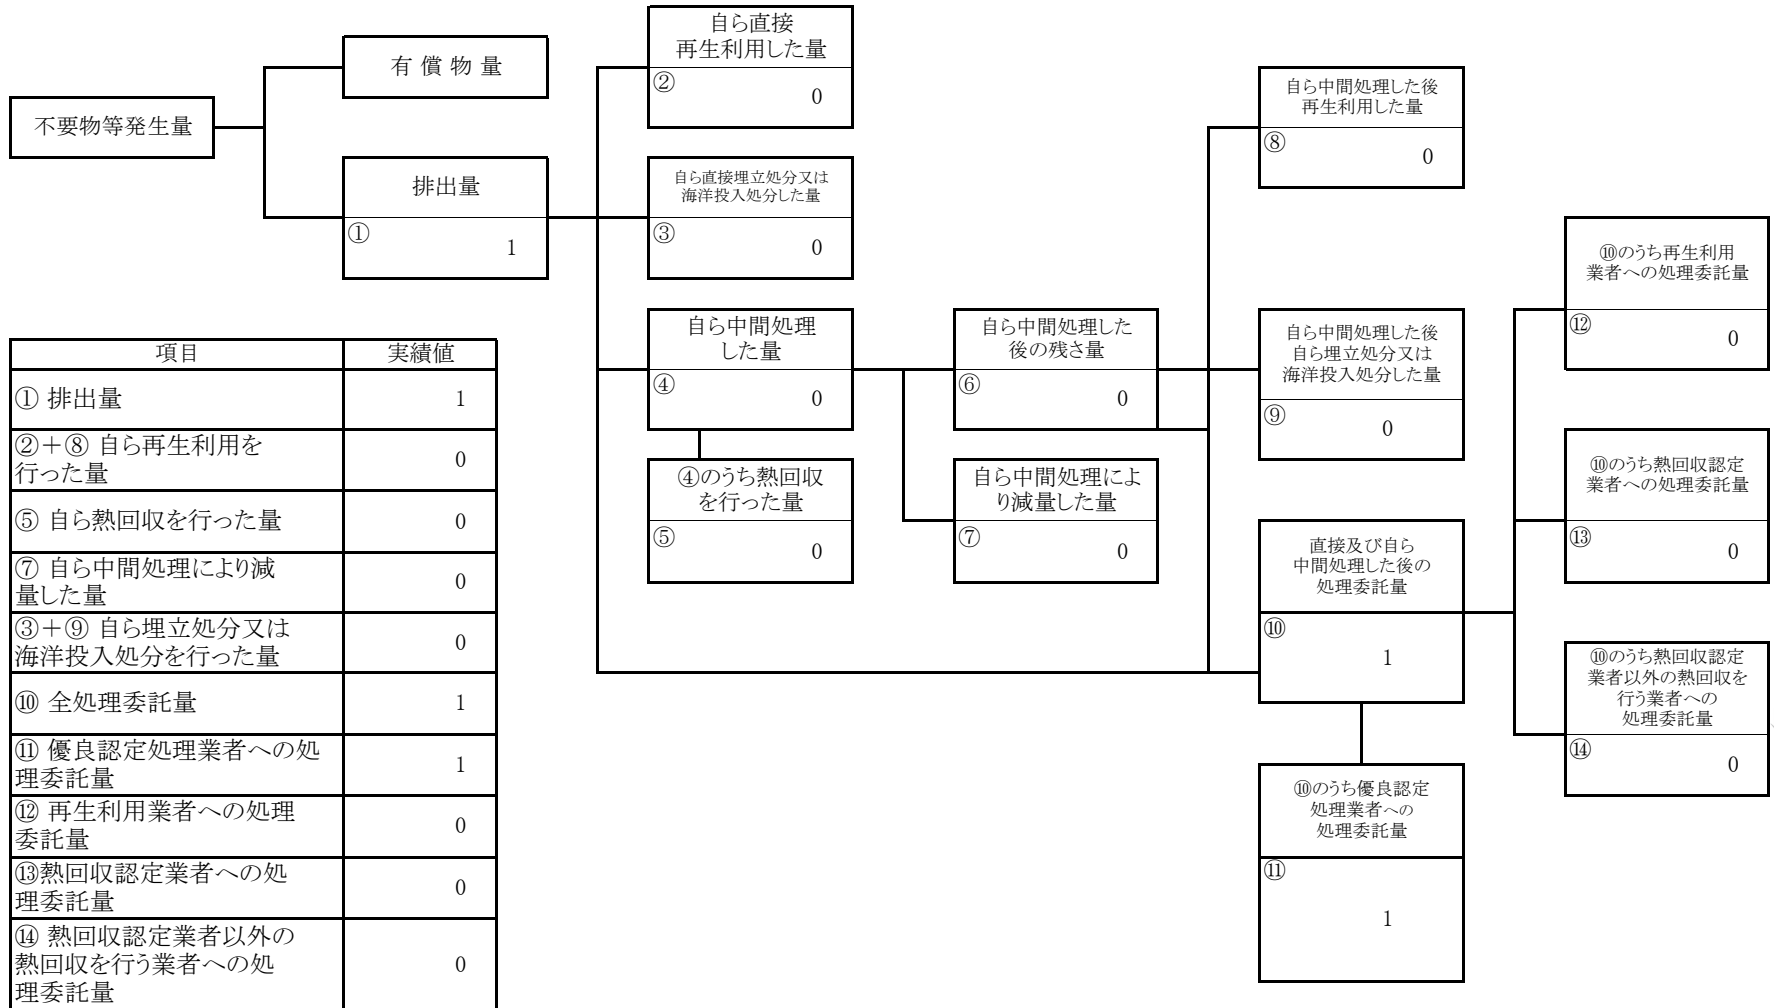 不要物等発生量
有 償 物 量
排出量
①
1
自ら直接
再生利用した量
②
0
自ら直接埋立処分又は
海洋投入処分した量
③
0
自ら中間処理
した量
④
0
④のうち熱回収
を行った量
⑤
0
自ら中間処理した
後の残さ量
⑥
0
自ら中間処理によ
り減量した量
⑦
0
自ら中間処理した後
再生利用した量
⑧
0
自ら中間処理した後
自ら埋立処分又は
海洋投入処分した量
⑨
0
直接及び自ら
中間処理した後の
処理委託量
⑩
1
⑩のうち優良認定
処理業者への
処理委託量
⑪
1
⑩のうち再生利用
業者への処理委託量
⑫
0
⑩のうち熱回収認定
業者への処理委託量
⑬
0
⑩のうち熱回収認定
業者以外の熱回収を
行う業者への
処理委託量
⑭
0
項目 実績値
① 排出量 1
②+⑧ 自ら再生利用を
行った量 0
⑤ 自ら熱回収を行った量 0
⑦ 自ら中間処理により減
量した量 0
③+⑨ 自ら埋立処分又は
海洋投入処分を行った量 0
⑩ 全処理委託量 1
⑪ 優良認定処理業者への処
理委託量 1
⑫ 再生利用業者への処理
委託量 0
⑬熱回収認定業者への処
理委託量 0
⑭ 熱回収認定業者以外の
熱回収を行う業者への処
理委託量 0